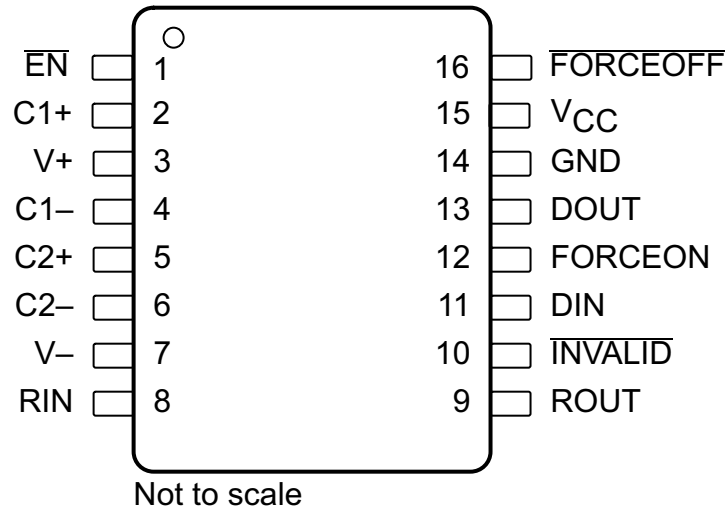 EN 1 16 FORCEOFF
C1+ 2 15 VCC
V+ 3 14 GND
C1– 4 13 DOUT
C2+ 5 12 FORCEON
C2– 6 11 DIN
V– 7 10 INVALID
RIN 8 9 ROUT
Not to scale